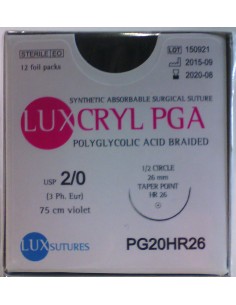 STERILE EO
12 foil packs
LOT 150921
2015-09
2020-08
SYNTHETIC ABSORBABLE SURGICAL SUTURE
LUXCRYL PGA
POLYGLYCOLIC ACID BRAIDED
USP 2/0
(3 Ph. Eur)
75 cm violet
1/2 CIRCLE
26 mm
TAPER POINT
HR 26
LUXSUTURES
PG20HR26